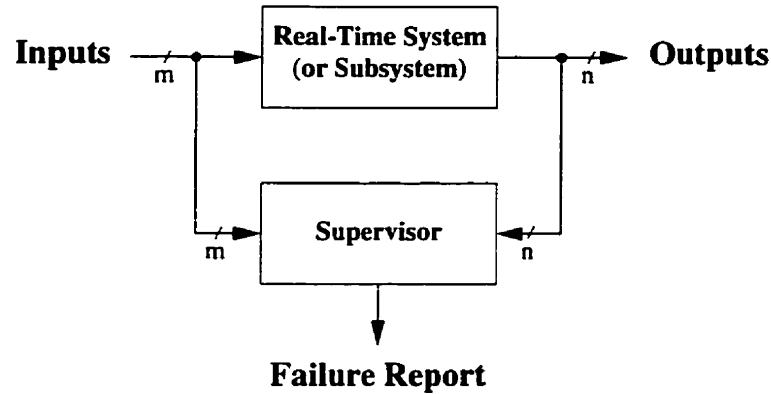 Real-Time System
(or Subsystem)
Inputs
m
n
Outputs
Supervisor
m
n
Failure Report